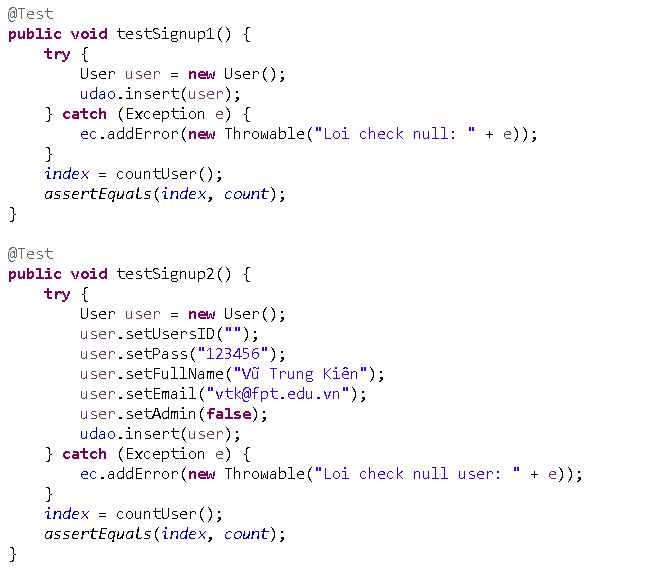 @Test
public void testSignup1() {
    try {
        User user = new User();
        udao.insert(user);
    } catch (Exception e) {
        ec.addError(new Throwable("Loi check null: " + e));
    }
    index = countUser();
    assertEquals(index, count);
}

@Test
public void testSignup2() {
    try {
        User user = new User();
        user.setUsersID("");
        user.setPass("123456");
        user.setFullName("Vũ Trung Kiên");
        user.setEmail("vtk@fpt.edu.vn");
        user.setAdmin(false);
        udao.insert(user);
    } catch (Exception e) {
        ec.addError(new Throwable("Loi check null user: " + e));
    }
    index = countUser();
    assertEquals(index, count);
}